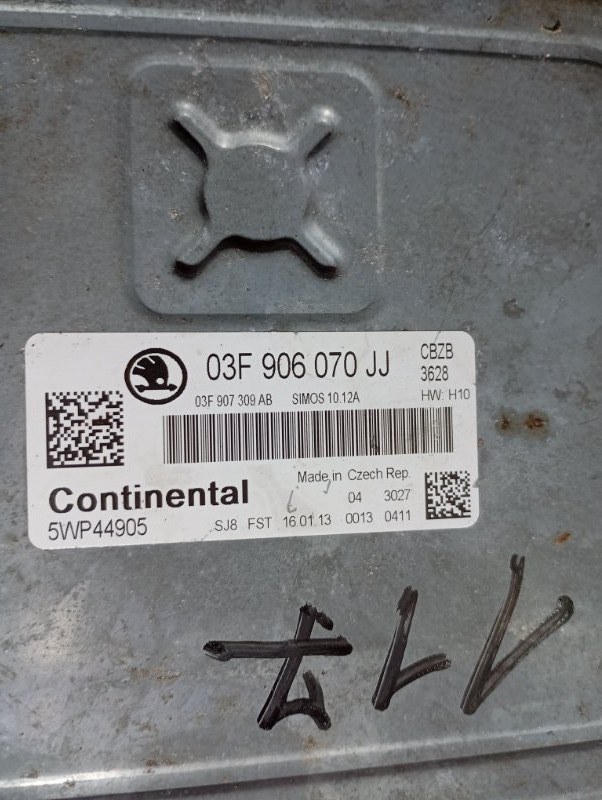 03F 906 070 JJ
CBZB
3628
03F 907 309 AB SIMOS 10.12A HW: H10
Made in Czech Rep.
Continental
04 3027
5WP44905 SJ8 FST 16.01.13 0013 0411